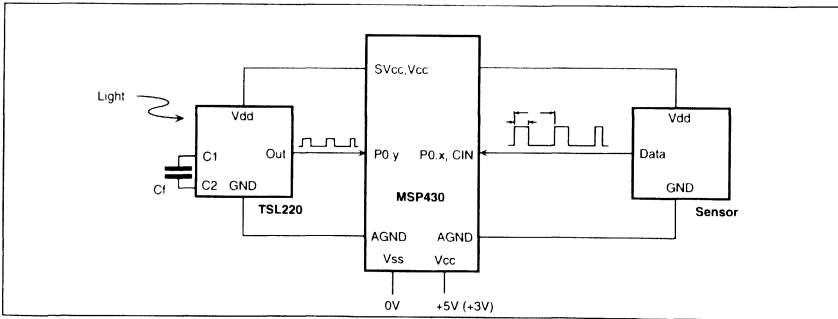 SVcc,Vcc
Light
Vdd
Vdd
C1
Out
P0.y
P0.x, CIN
Data
Cf
C2
GND
GND
MSP430
TSL220
Sensor
AGND
AGND
Vss
Vcc
0V
+5V (+3V)